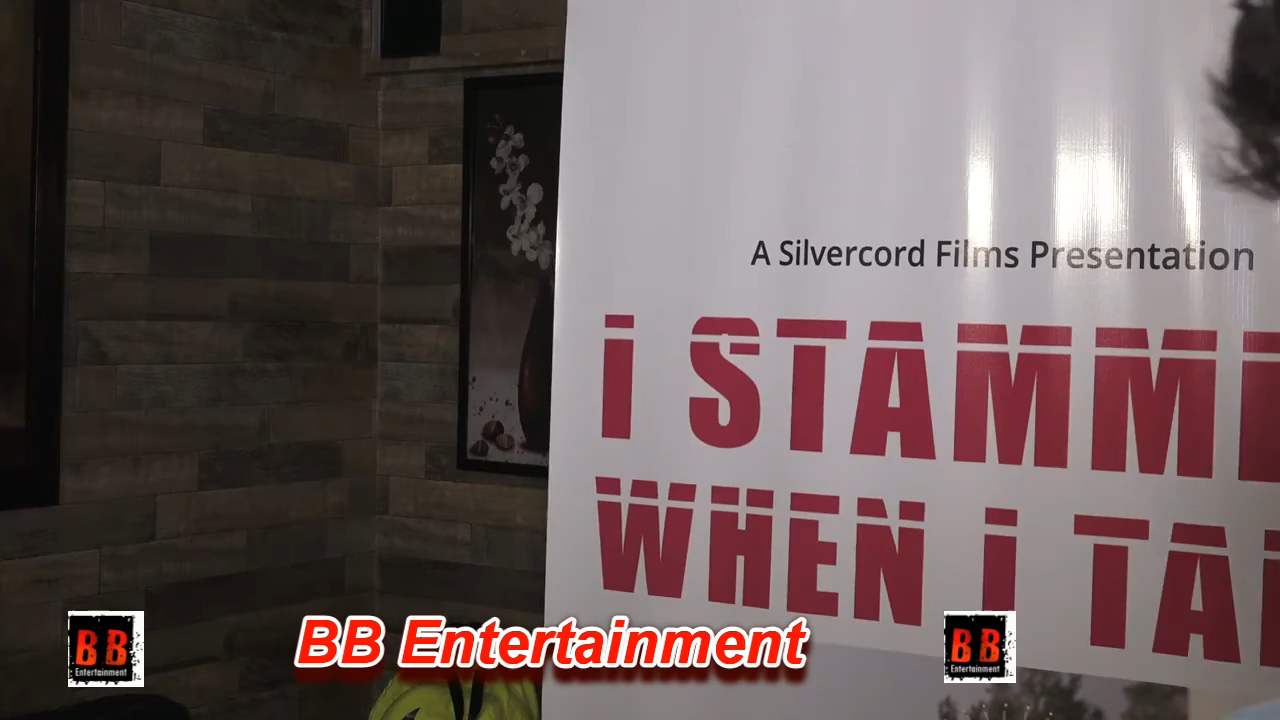 A Silvercord Films Presentation
I STAMM
WHEN I TA
BB Entertainment
BB
Entertainment
BB
Entertainment